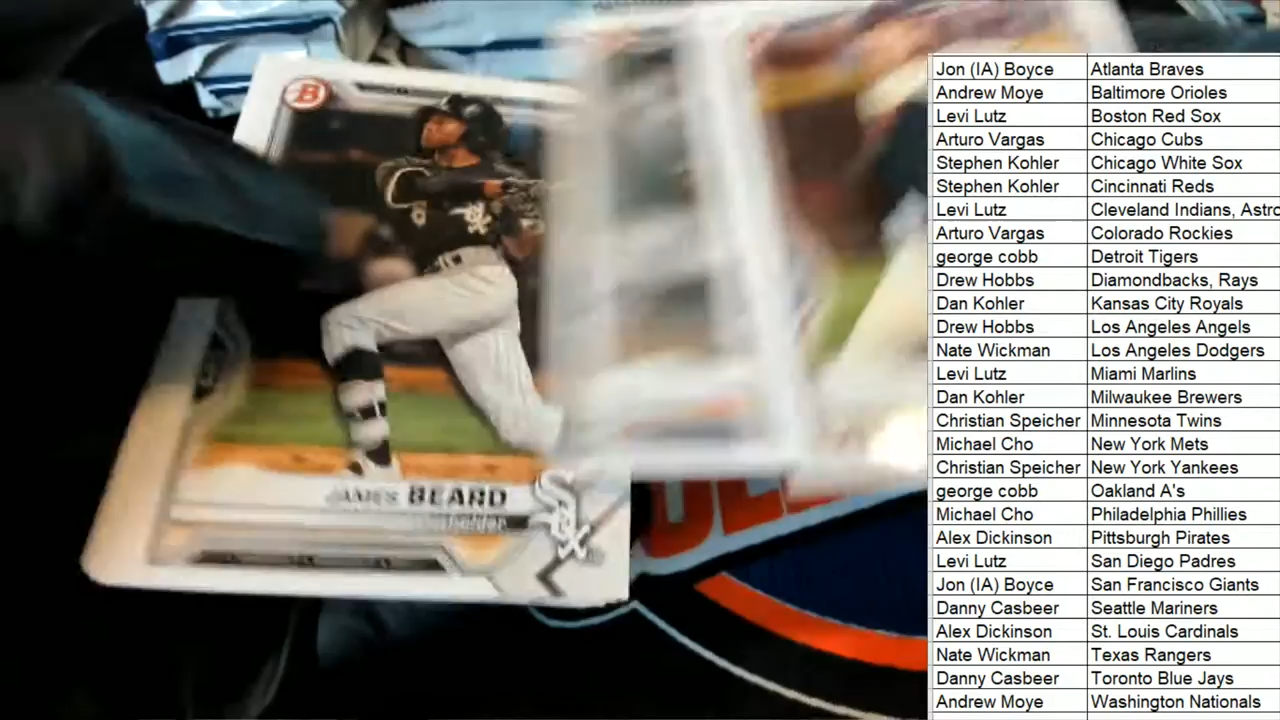 B
JAMES BEARD
Jon (IA) Boyce Atlanta Braves
Andrew Moye Baltimore Orioles
Levi Lutz Boston Red Sox
Arturo Vargas Chicago Cubs
Stephen Kohler Chicago White Sox
Stephen Kohler Cincinnati Reds
Levi Lutz Cleveland Indians, Astro
Arturo Vargas Colorado Rockies
george cobb Detroit Tigers
Drew Hobbs Diamondbacks, Rays
Dan Kohler Kansas City Royals
Drew Hobbs Los Angeles Angels
Nate Wickman Los Angeles Dodgers
Levi Lutz Miami Marlins
Dan Kohler Milwaukee Brewers
Christian Speicher Minnesota Twins
Michael Cho New York Mets
Christian Speicher New York Yankees
george cobb Oakland A's
Michael Cho Philadelphia Phillies
Alex Dickinson Pittsburgh Pirates
Levi Lutz San Diego Padres
Jon (IA) Boyce San Francisco Giants
Danny Casbeer Seattle Mariners
Alex Dickinson St. Louis Cardinals
Nate Wickman Texas Rangers
Danny Casbeer Toronto Blue Jays
Andrew Moye Washington Nationals